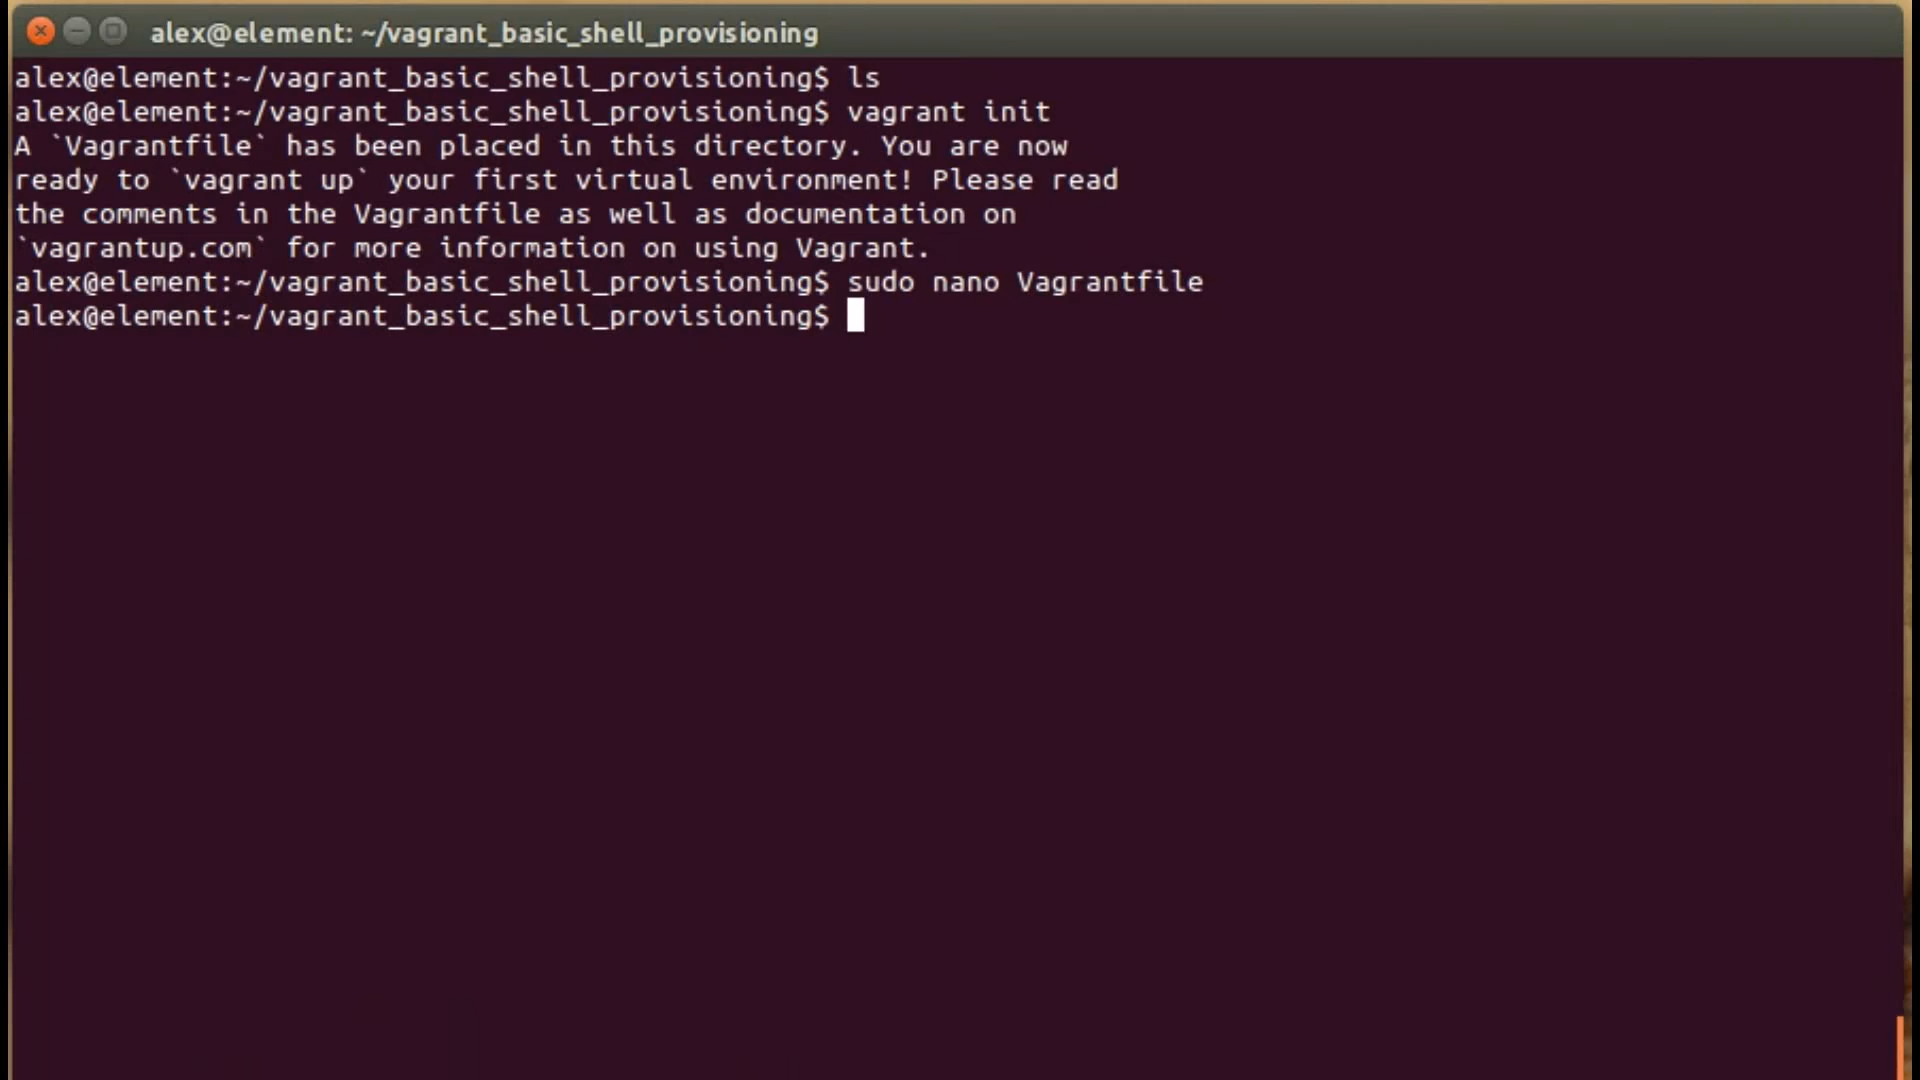 alex@element: ~/vagrant_basic_shell_provisioning
alex@element:~/vagrant_basic_shell_provisioning$ ls
alex@element:~/vagrant_basic_shell_provisioning$ vagrant init
A `Vagrantfile` has been placed in this directory. You are now
ready to `vagrant up` your first virtual environment! Please read
the comments in the Vagrantfile as well as documentation on
`vagrantup.com` for more information on using Vagrant.
alex@element:~/vagrant_basic_shell_provisioning$ sudo nano Vagrantfile
alex@element:~/vagrant_basic_shell_provisioning$